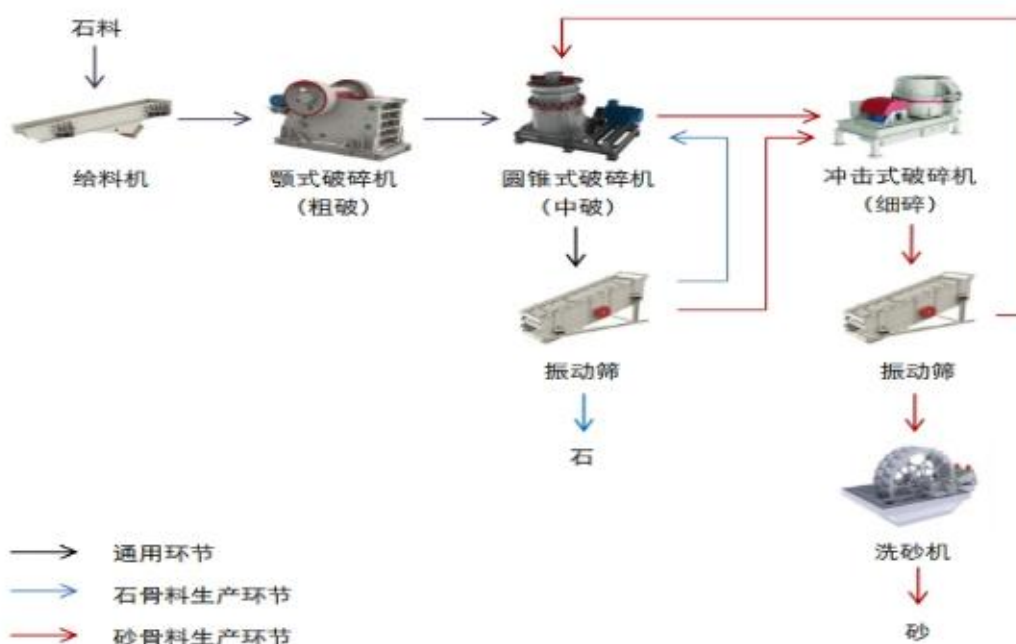 石料
给料机
颚式破碎机
（粗破）
圆锥式破碎机
（中破）
冲击式破碎机
（细碎）
振动筛
振动筛
石
洗砂机
砂
通用环节
石骨料生产环节
砂骨料生产环节